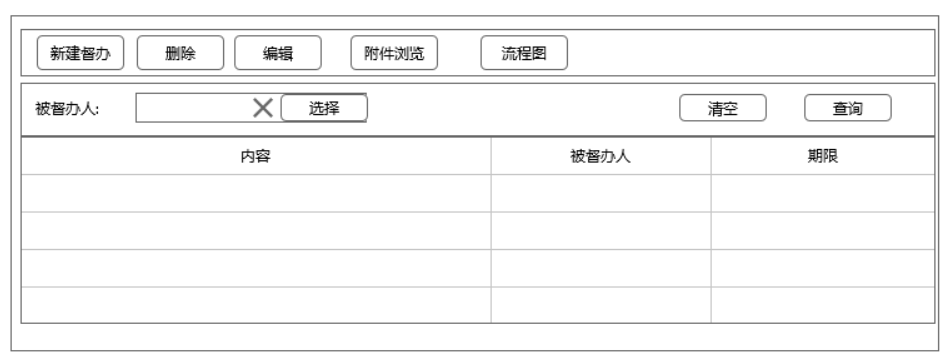 新建督办 删除 编辑 附件浏览 流程图
被督办人: 选择 清空 查询
内容 被督办人 期限